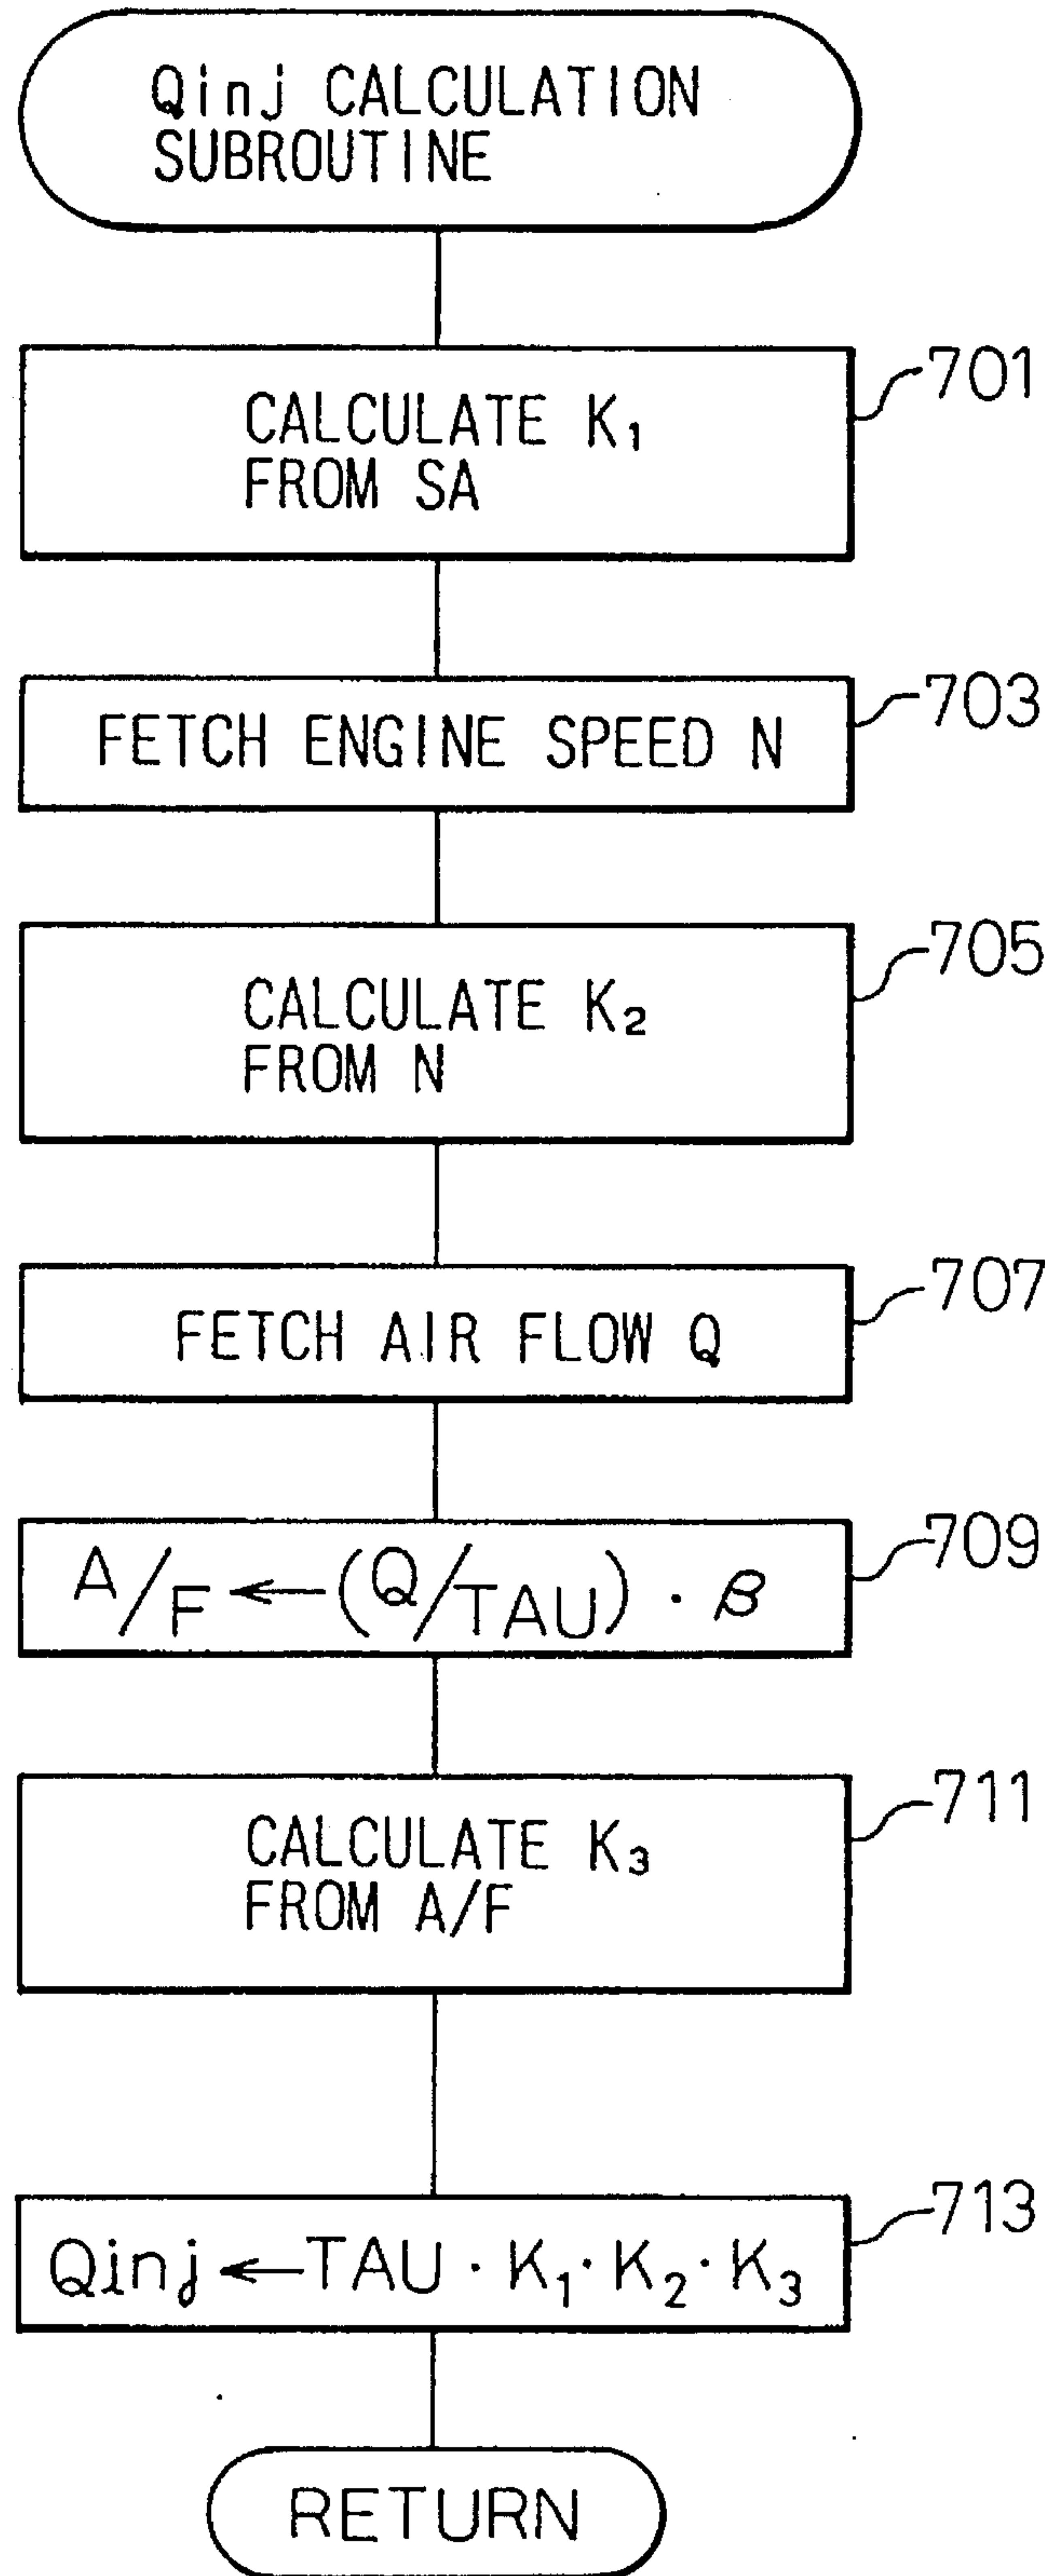 Qinj CALCULATION
SUBROUTINE
CALCULATE K₁
FROM SA
701
FETCH ENGINE SPEED N
703
CALCULATE K₂
FROM N
705
FETCH AIR FLOW Q
707
A/F ← (Q/TAU) · β
709
CALCULATE K₃
FROM A/F
711
Qinj ← TAU · K₁ · K₂ · K₃
713
RETURN